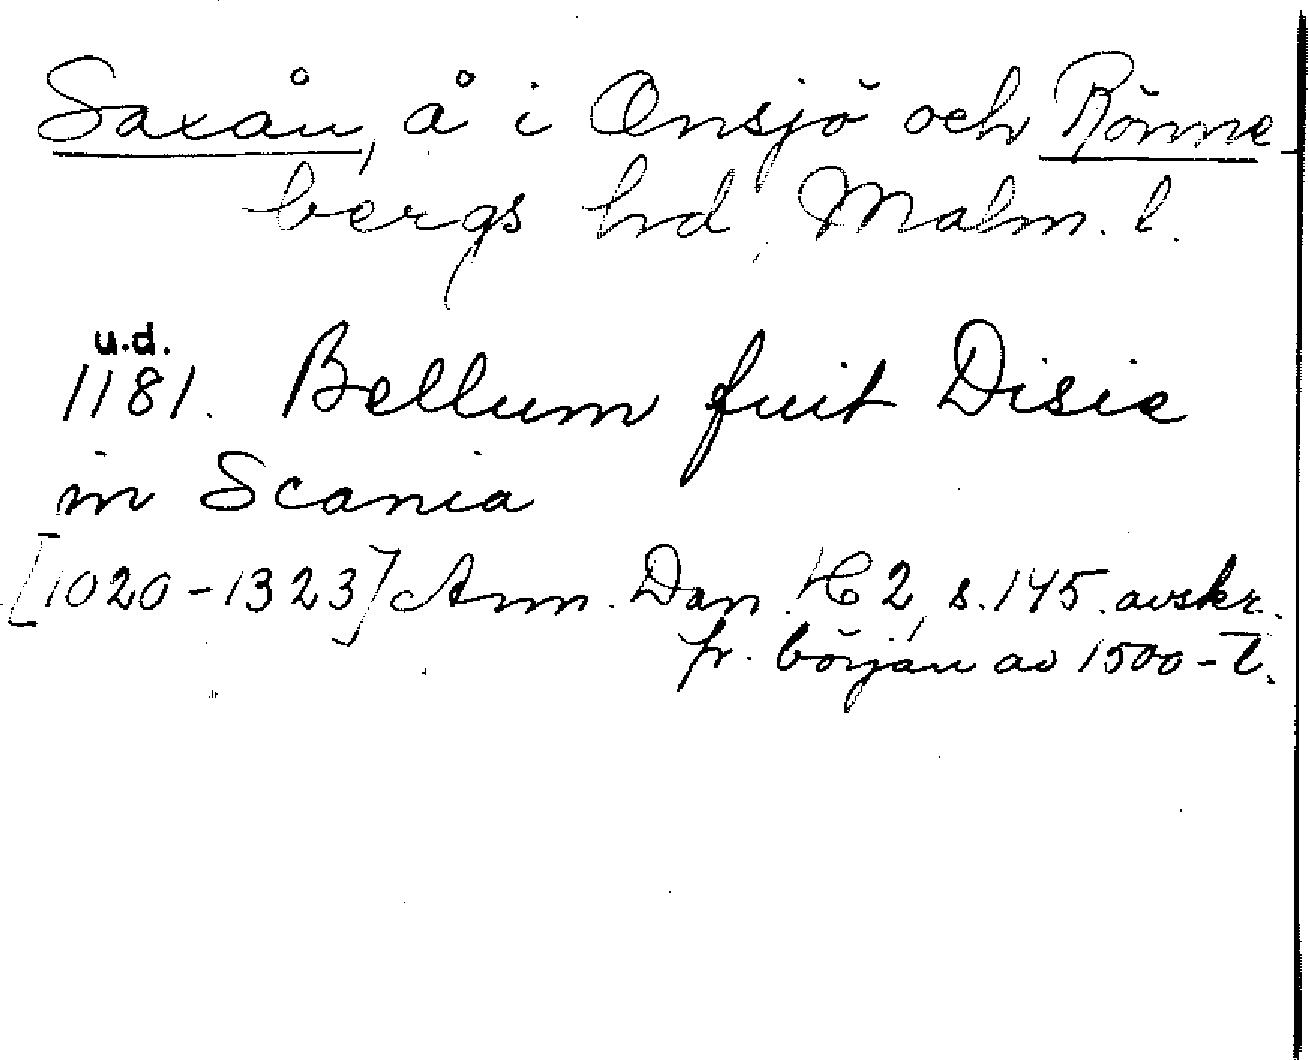 Saxån, å i Onsjö och Rönne-
bergs hd, Malm. l.
u.d.
1181. Bellum fuit Disie
in Scania
[1020-1323] Ann. Dan. H 2, s. 145. avskr.
fr. början av 1500-t.